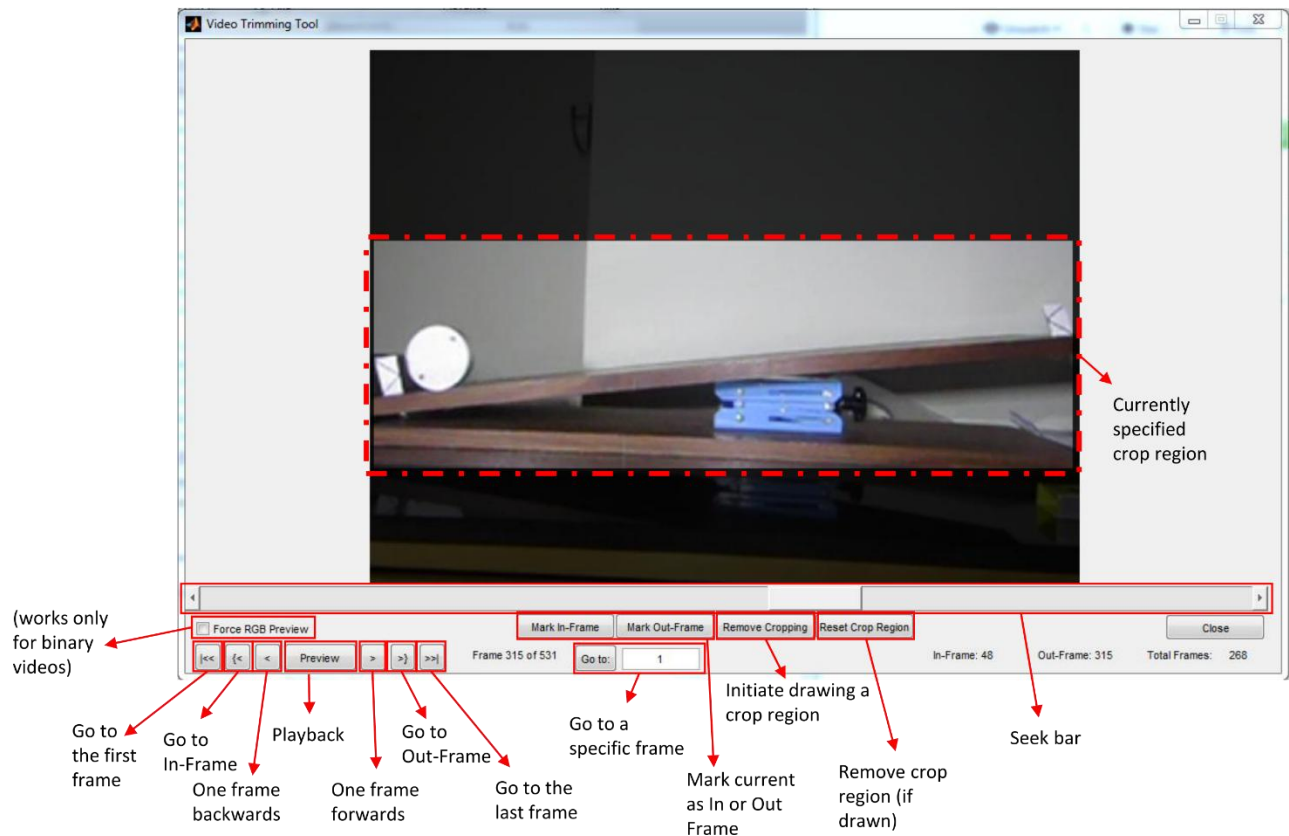 Video Trimming Tool
Currently
specified
crop region
(works only
for binary
videos)
Force RGB Preview
Mark In-Frame
Mark Out-Frame
Remove Cropping
Reset Crop Region
Close
|<<
{<
<
Preview
>
>}
>>|
Frame 315 of 531
Go to:
1
In-Frame: 48
Out-Frame: 315
Total Frames: 268
Go to
the first
frame
Go to
In-Frame
One frame
backwards
Playback
One frame
forwards
Go to
Out-Frame
Go to the
last frame
Go to a
specific frame
Mark current
as In or Out
Frame
Initiate drawing a
crop region
Remove crop
region (if
drawn)
Seek bar